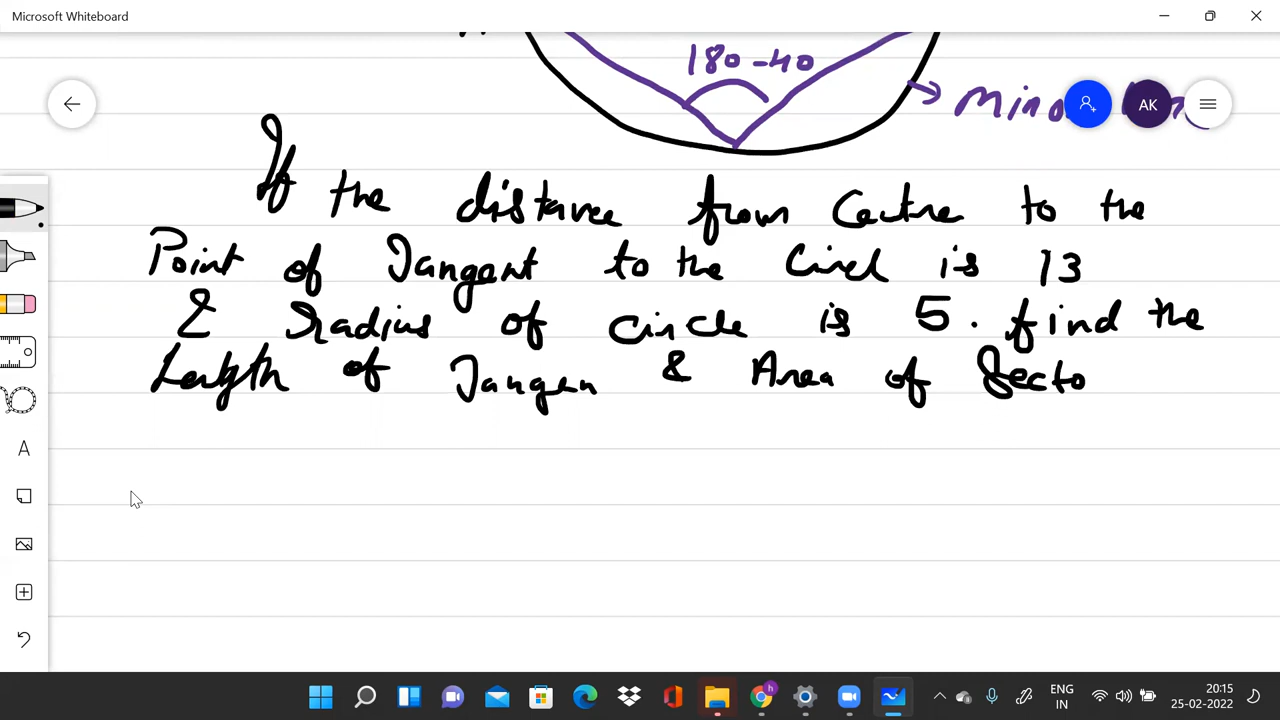 Microsoft Whiteboard
180-40
AK
If the distance from Centre to the
Point of Tangent to the Circl is 13
& Radius of circle is 5. find the
Length of Tangen & Area of Secto
A
ENG
IN
20:15
25-02-2022